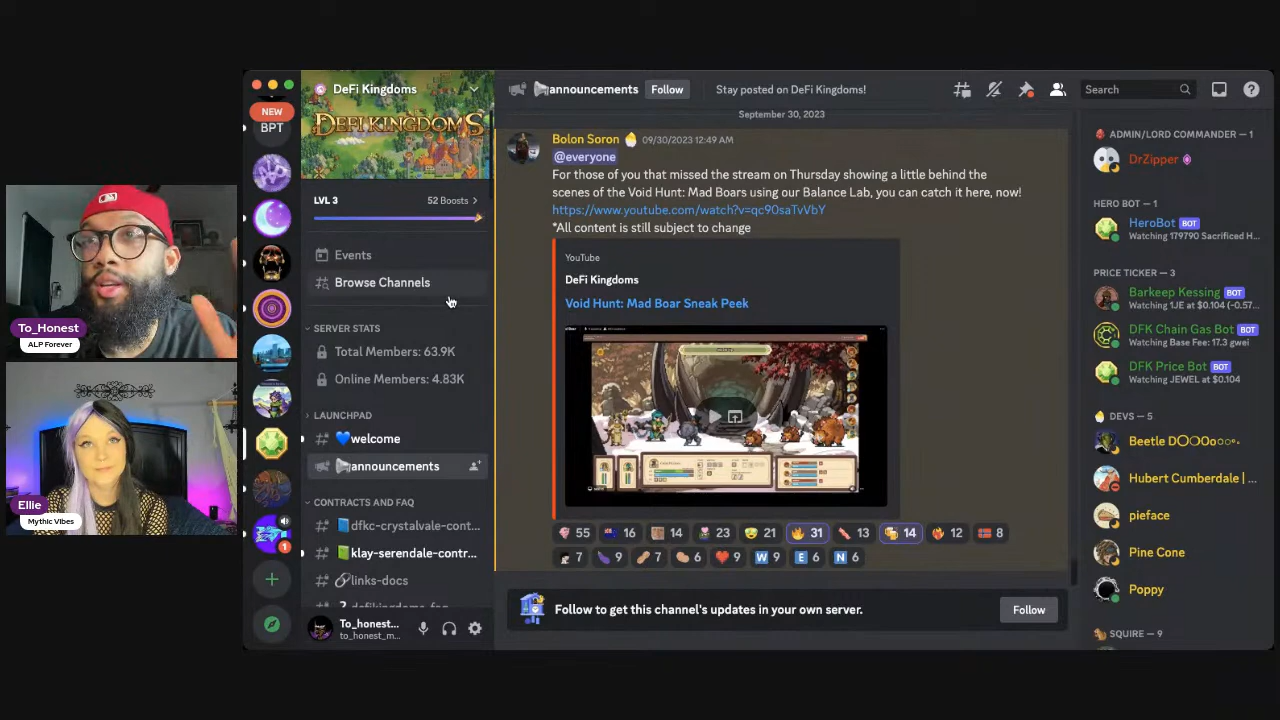 To_Honest
ALP Forever
Ellie
Mythic Vibes
NEW
BPT
1
DeFi Kingdoms
DEFI KINGDOMS
LVL 3
52 Boosts
Events
Browse Channels
SERVER STATS
Total Members: 63.9K
Online Members: 4.83K
LAUNCHPAD
welcome
announcements
CONTRACTS AND FAQ
dfkc-crystalvale-cont...
klay-serendale-contr...
links-docs
To_honest...
to_honest_m...
announcements
Follow
Stay posted on DeFi Kingdoms!
Search
September 30, 2023
Bolon Soron 09/30/2023 12:49 AM
@everyone
For those of you that missed the stream on Thursday showing a little behind the
scenes of the Void Hunt: Mad Boars using our Balance Lab, you can catch it here, now!
https://www.youtube.com/watch?v=qc90saTvVbY
*All content is still subject to change
YouTube
DeFi Kingdoms
Void Hunt: Mad Boar Sneak Peek
55 16 14 23 21 31 13 14 12 8
7 9 7 6 9 W 9 E 6 N 6
Follow to get this channel's updates in your own server.
Follow
ADMIN/LORD COMMANDER — 1
DrZipper
HERO BOT — 1
HeroBot BOT
Watching 179790 Sacrificed H...
PRICE TICKER — 3
Barkeep Kessing BOT
Watching 1JE at $0.104 (-0.57...
DFK Chain Gas Bot BOT
Watching Base Fee: 17.3 gwei
DFK Price Bot BOT
Watching JEWEL at $0.104
DEVS — 5
Beetle D❍❍Oo○∘·
Hubert Cumberdale | ...
pieface
Pine Cone
Poppy
SQUIRE — 9